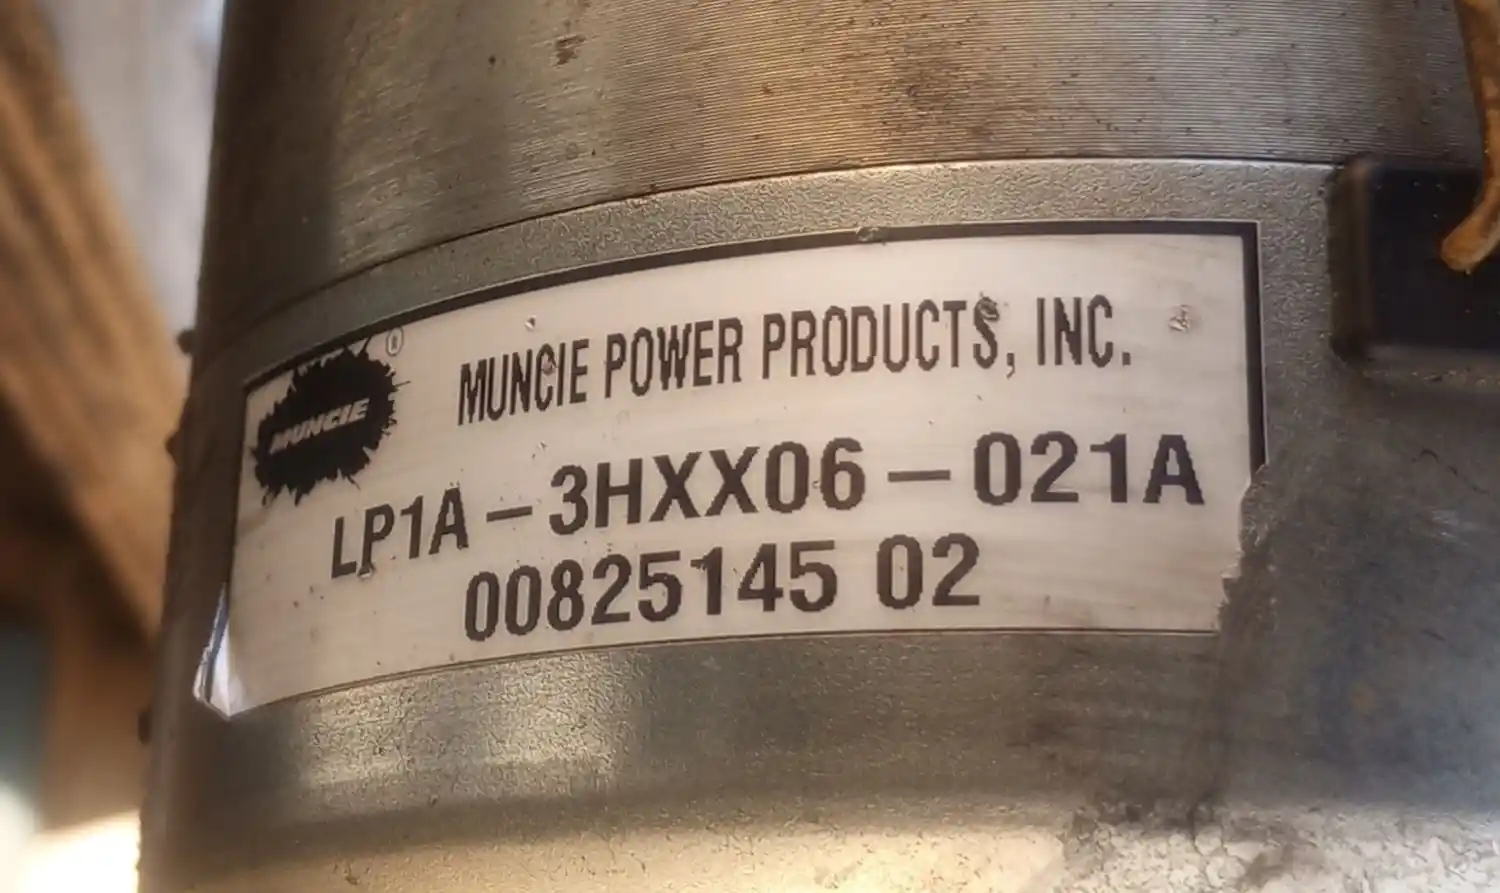 MUNCIE ®
MUNCIE POWER PRODUCTS, INC.
LP1A – 3HXX06 – 021A
00825145 02